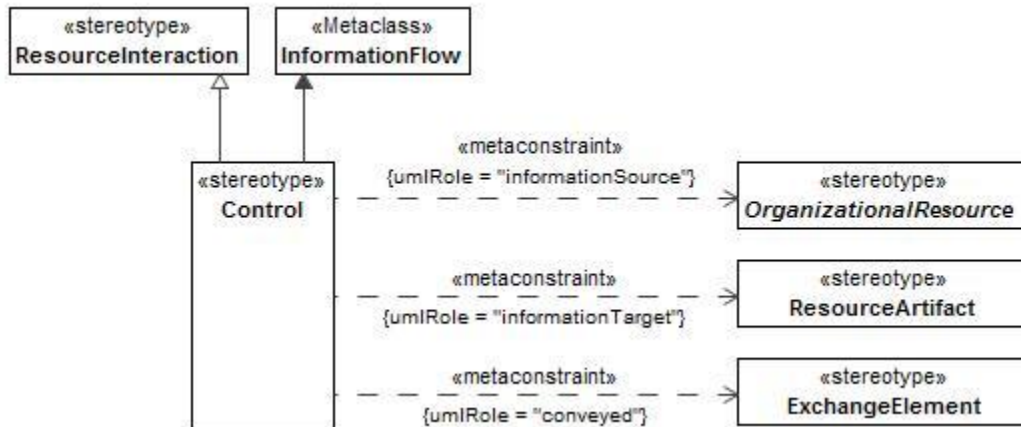 «stereotype»
ResourceInteraction
«Metaclass»
InformationFlow
«stereotype»
Control
«metaconstraint»
{umlRole = "informationSource"}
«stereotype»
OrganizationalResource
«metaconstraint»
{umlRole = "informationTarget"}
«stereotype»
ResourceArtifact
«metaconstraint»
{umlRole = "conveyed"}
«stereotype»
ExchangeElement